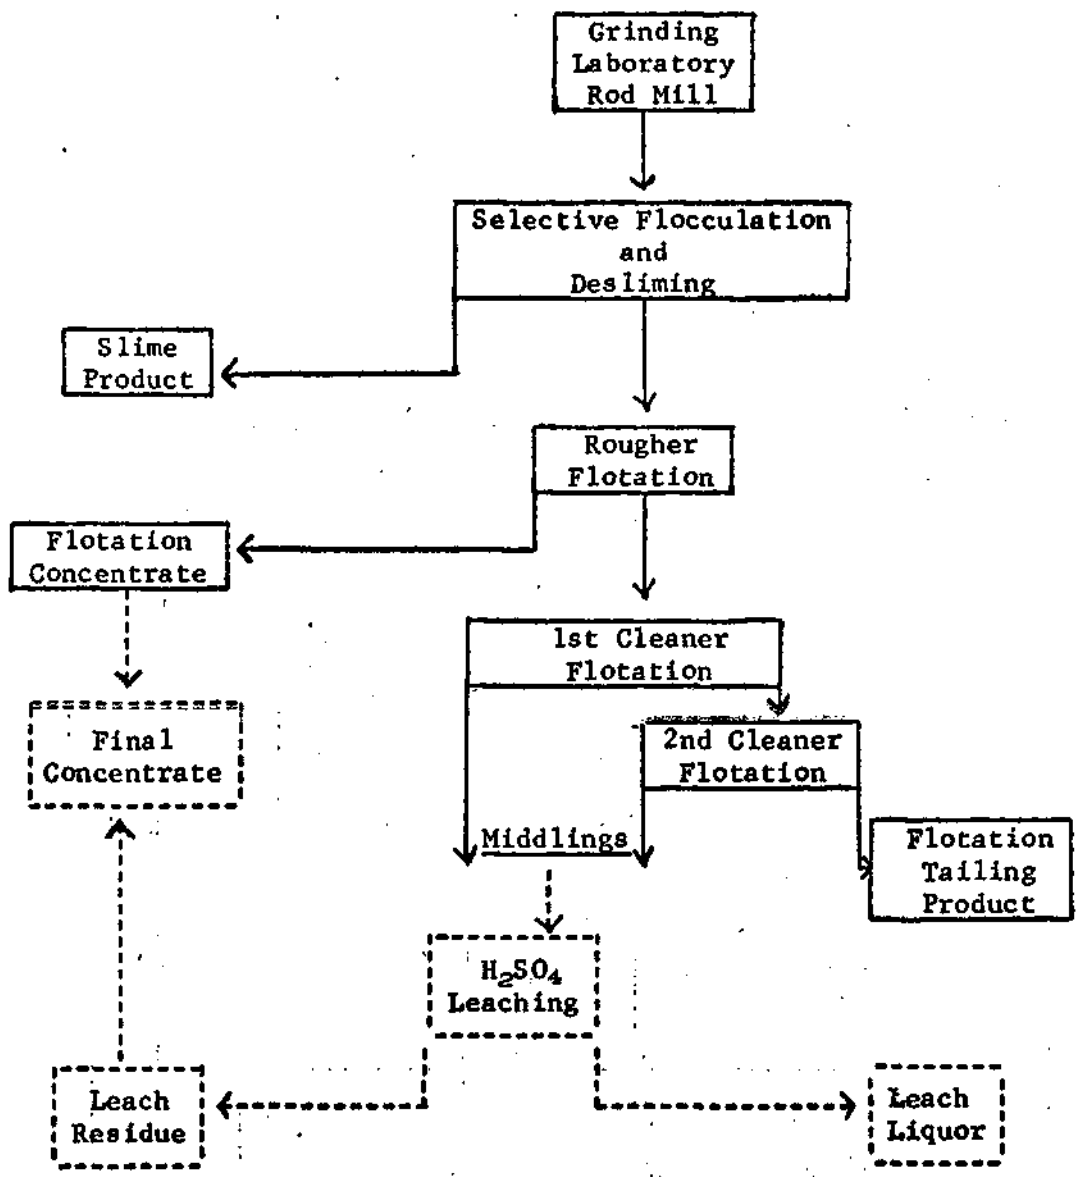 Grinding
Laboratory
Rod Mill
Selective Flocculation
and
Desliming
Slime
Product
Rougher
Flotation
Flotation
Concentrate
1st Cleaner
Flotation
Final
Concentrate
2nd Cleaner
Flotation
Middlings
Flotation
Tailing
Product
H₂SO₄
Leaching
Leach
Residue
Leach
Liquor